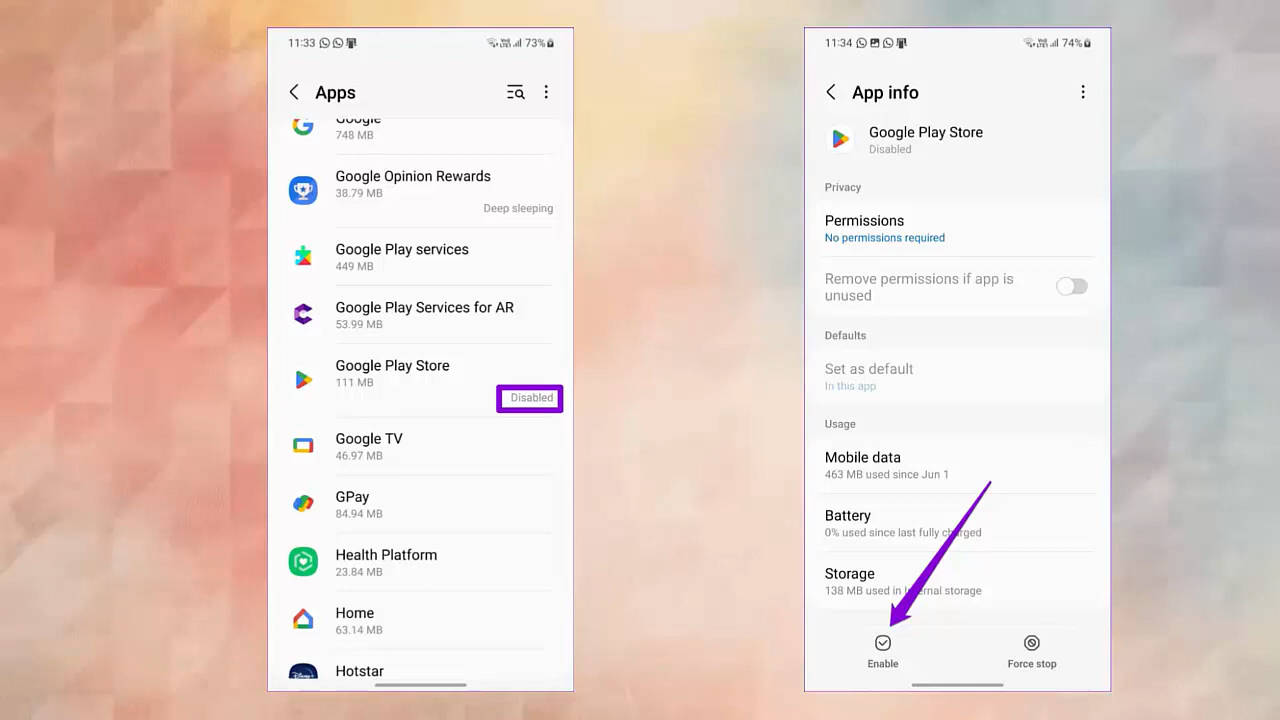 11:33
73%
Apps
Google
748 MB
Google Opinion Rewards
38.79 MB
Deep sleeping
Google Play services
449 MB
Google Play Services for AR
53.99 MB
Google Play Store
111 MB
Disabled
Google TV
46.97 MB
GPay
84.94 MB
Health Platform
23.84 MB
Home
63.14 MB
Hotstar
11:34
74%
App info
Google Play Store
Disabled
Privacy
Permissions
No permissions required
Remove permissions if app is
unused
Defaults
Set as default
In this app
Usage
Mobile data
463 MB used since Jun 1
Battery
0% used since last fully charged
Storage
138 MB used in Internal storage
Enable
Force stop